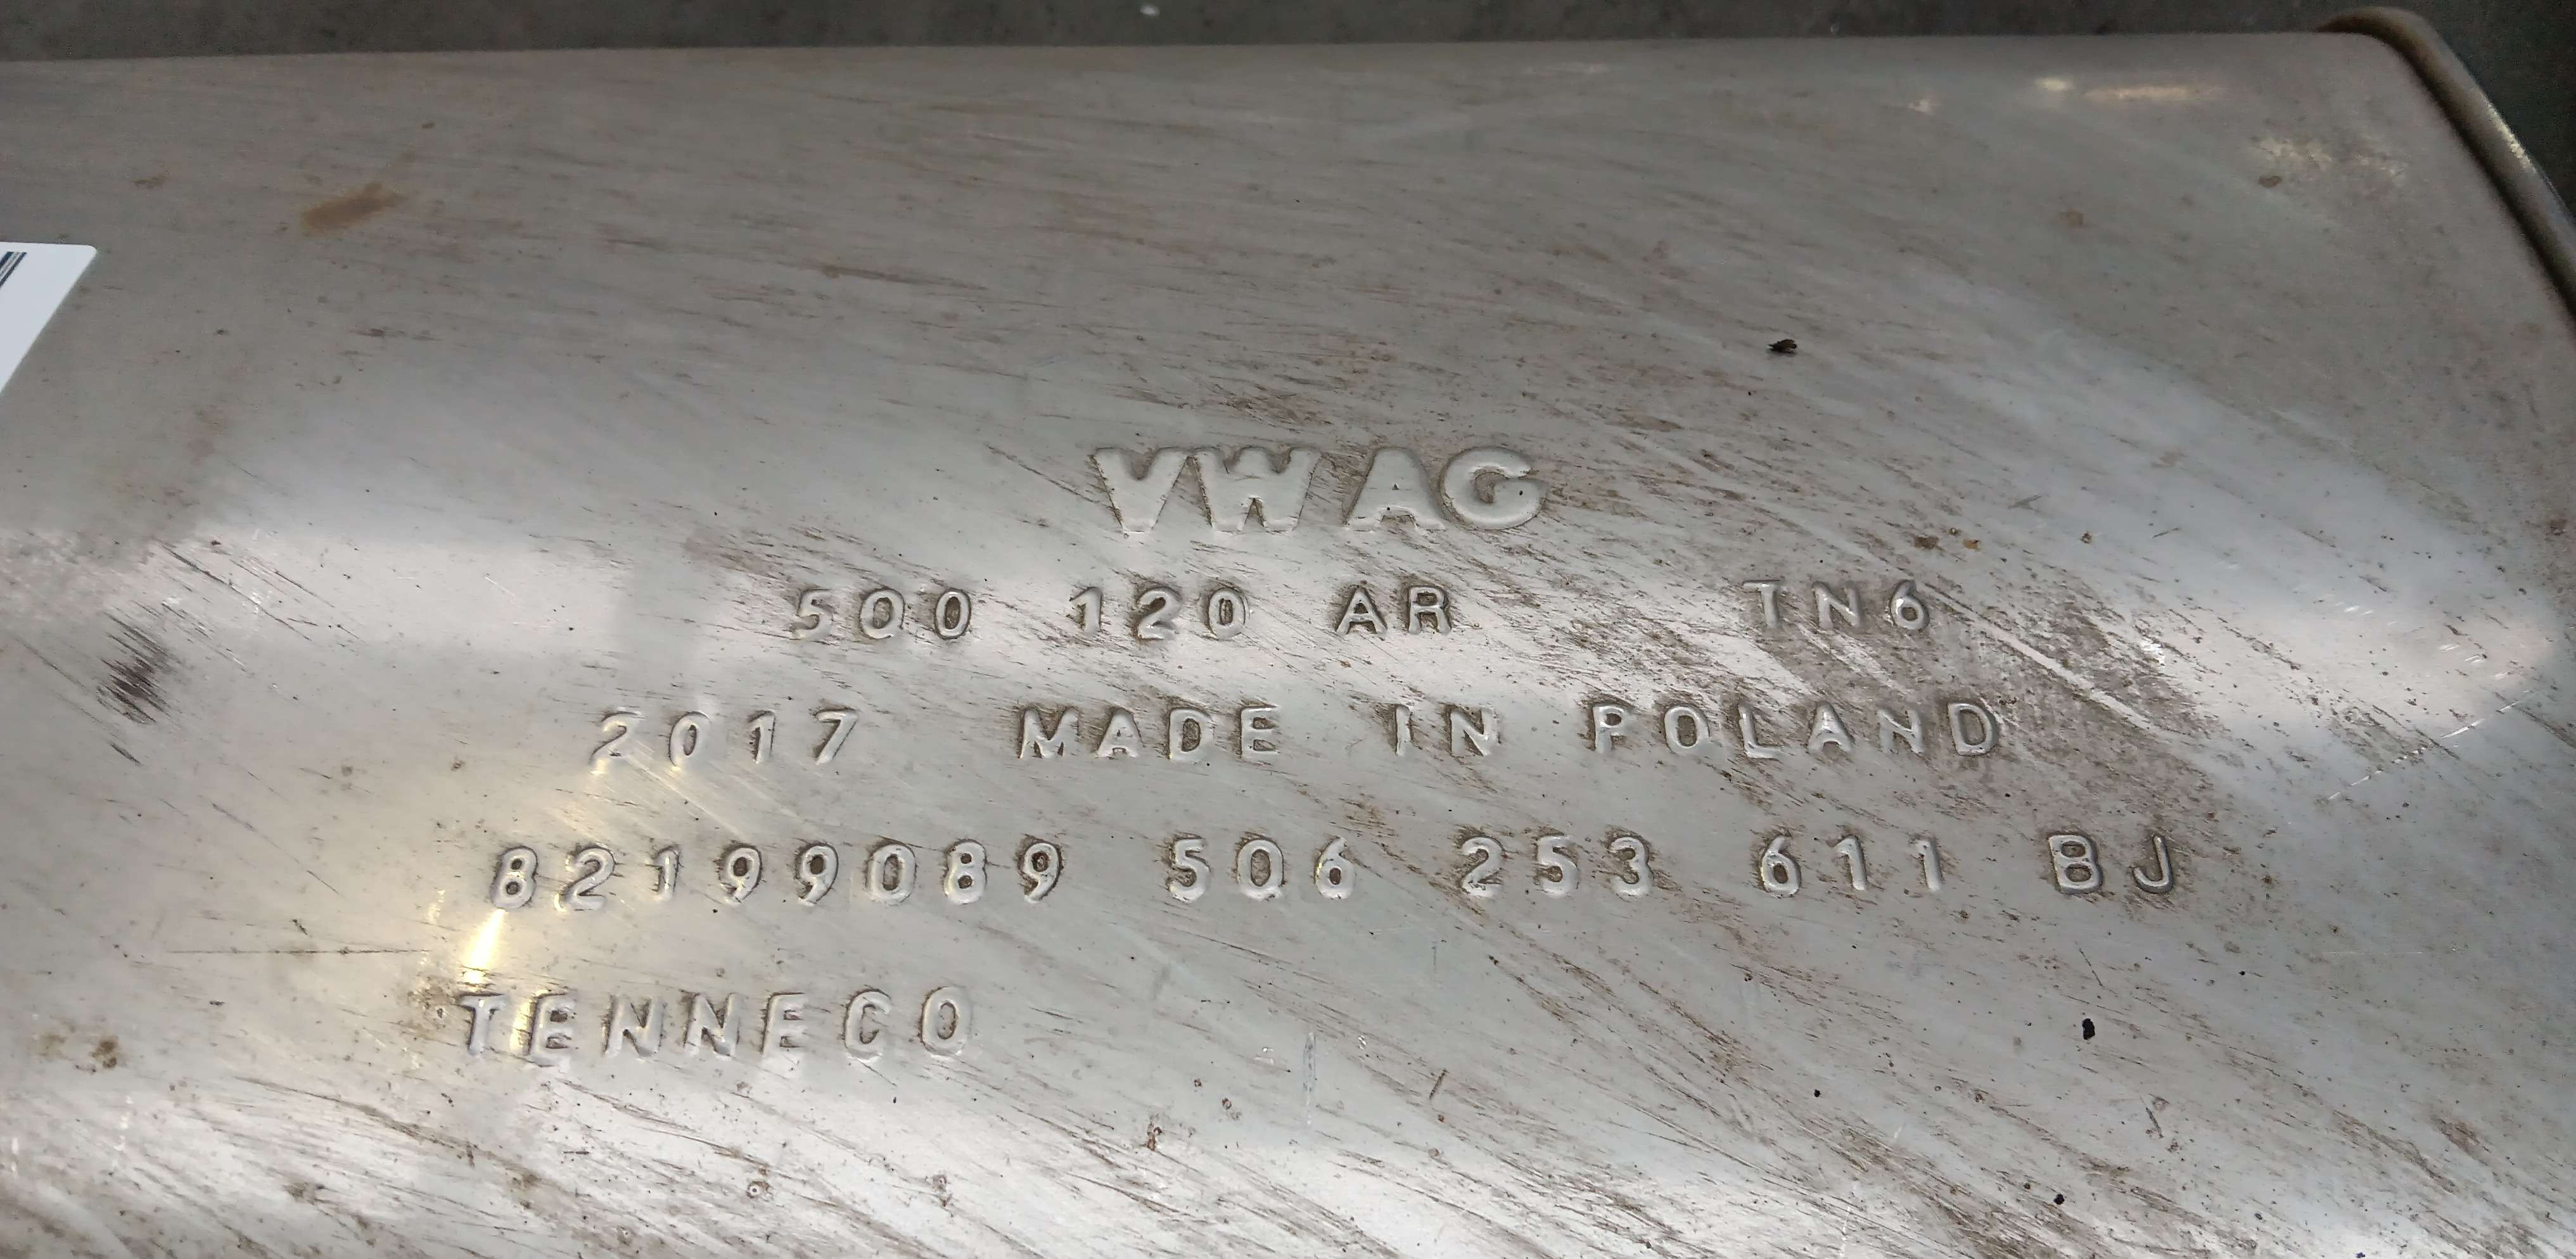 VW AG
500 120 AR TN6
2017 MADE IN POLAND
82199089 5Q6 253 611 BJ
TENNECO